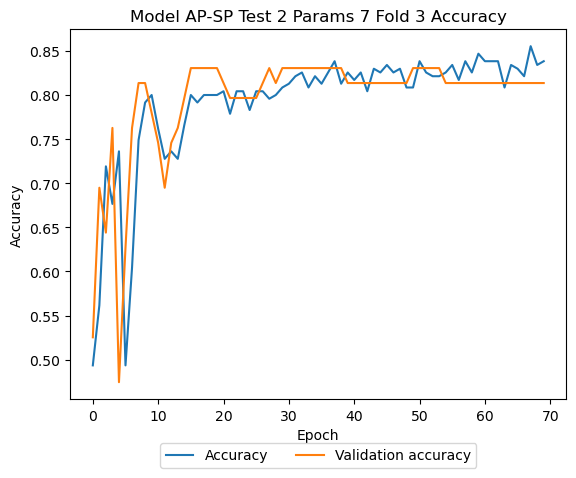 Model AP-SP Test 2 Params 7 Fold 3 Accuracy
0.85
0.80
0.75
0.70
0.65
0.60
0.55
0.50
Accuracy
0 10 20 30 40 50 60 70
Epoch
Accuracy Validation accuracy